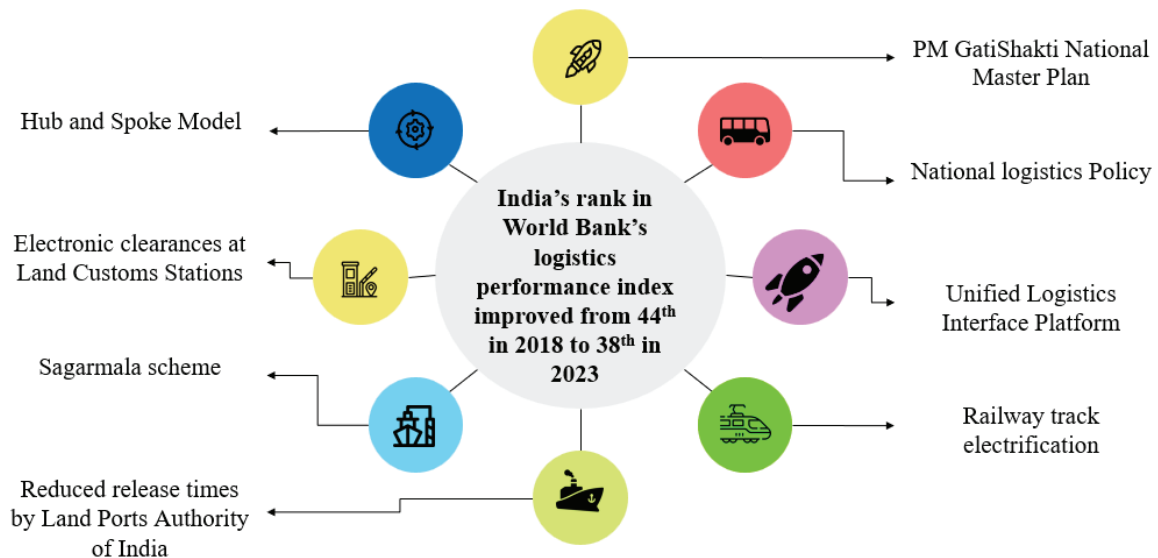 PM GatiShakti National
Master Plan
Hub and Spoke Model
National logistics Policy
India’s rank in
World Bank’s
logistics
performance index
improved from 44th
in 2018 to 38th in
2023
Electronic clearances at
Land Customs Stations
Unified Logistics
Interface Platform
Sagarmala scheme
Railway track
electrification
Reduced release times
by Land Ports Authority
of India